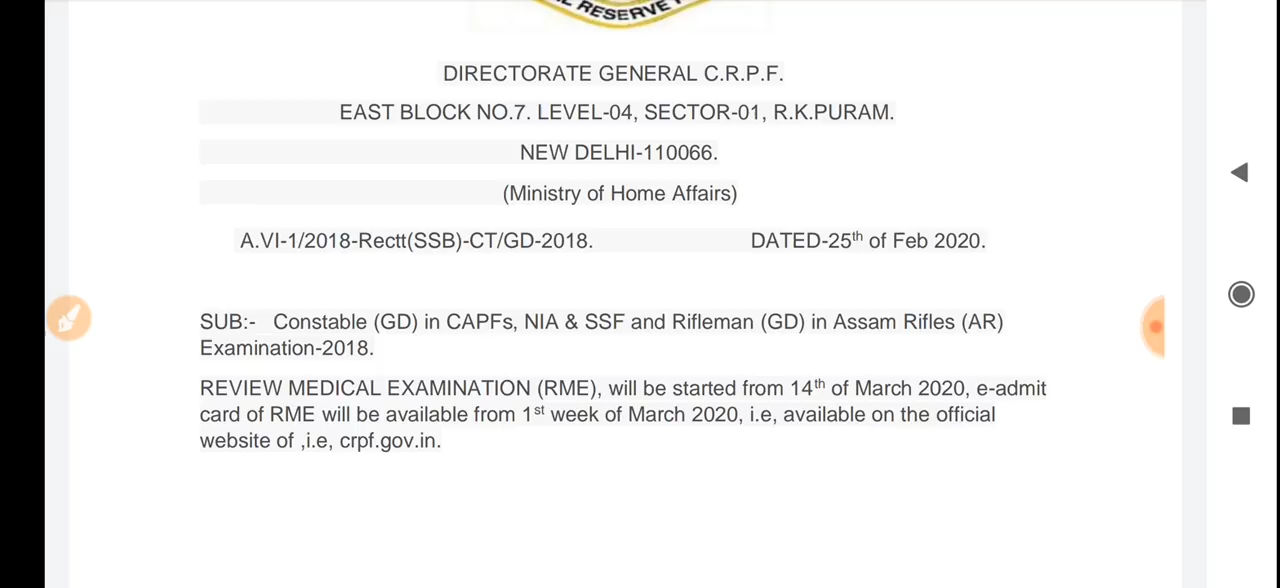 L RESERVE
DIRECTORATE GENERAL C.R.P.F.
EAST BLOCK NO.7. LEVEL-04, SECTOR-01, R.K.PURAM.
NEW DELHI-110066.
(Ministry of Home Affairs)
A.VI-1/2018-Rectt(SSB)-CT/GD-2018. DATED-25th of Feb 2020.
SUB:- Constable (GD) in CAPFs, NIA & SSF and Rifleman (GD) in Assam Rifles (AR)
Examination-2018.
REVIEW MEDICAL EXAMINATION (RME), will be started from 14th of March 2020, e-admit
card of RME will be available from 1st week of March 2020, i.e, available on the official
website of ,i.e, crpf.gov.in.